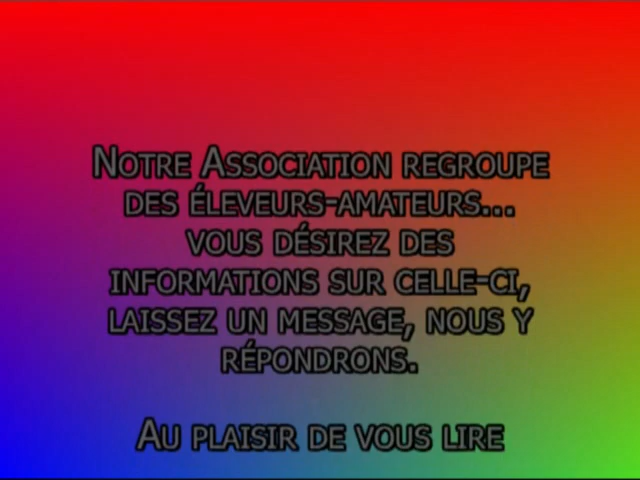 Notre Association regroupe
des éleveurs-amateurs...
vous désirez des
informations sur celle-ci,
laissez un message, nous y
répondrons.
Au plaisir de vous lire